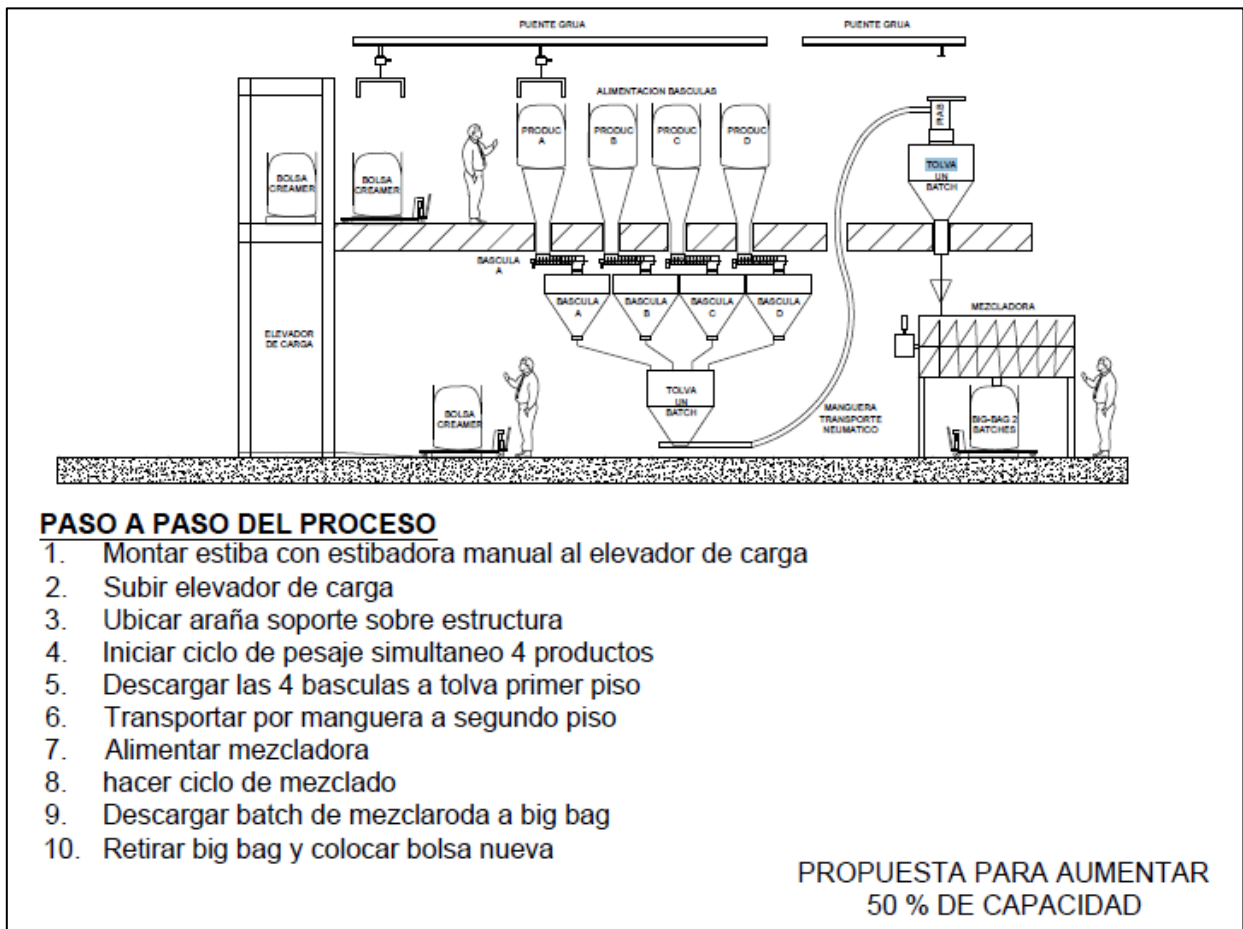 PUENTE GRUA
PUENTE GRUA
ALIMENTACION BASCULAS
PRODUC
A
PRODUC
B
PRODUC
C
PRODUC
D
RAB
TOLVA
UN
BATCH
BOLSA
CREAMER
BOLSA
CREAMER
BASCULA
A
BASCULA
A
BASCULA
B
BASCULA
C
BASCULA
D
MEZCLADORA
ELEVADOR
DE CARGA
TOLVA
UN
BATCH
BOLSA
CREAMER
MANGUERA
TRANSPORTE
NEUMATICO
BIG-BAG 2
BATCHES
PASO A PASO DEL PROCESO
1. Montar estiba con estibadora manual al elevador de carga
2. Subir elevador de carga
3. Ubicar araña soporte sobre estructura
4. Iniciar ciclo de pesaje simultaneo 4 productos
5. Descargar las 4 basculas a tolva primer piso
6. Transportar por manguera a segundo piso
7. Alimentar mezcladora
8. hacer ciclo de mezclado
9. Descargar batch de mezclaroda a big bag
10. Retirar big bag y colocar bolsa nueva
PROPUESTA PARA AUMENTAR
50 % DE CAPACIDAD